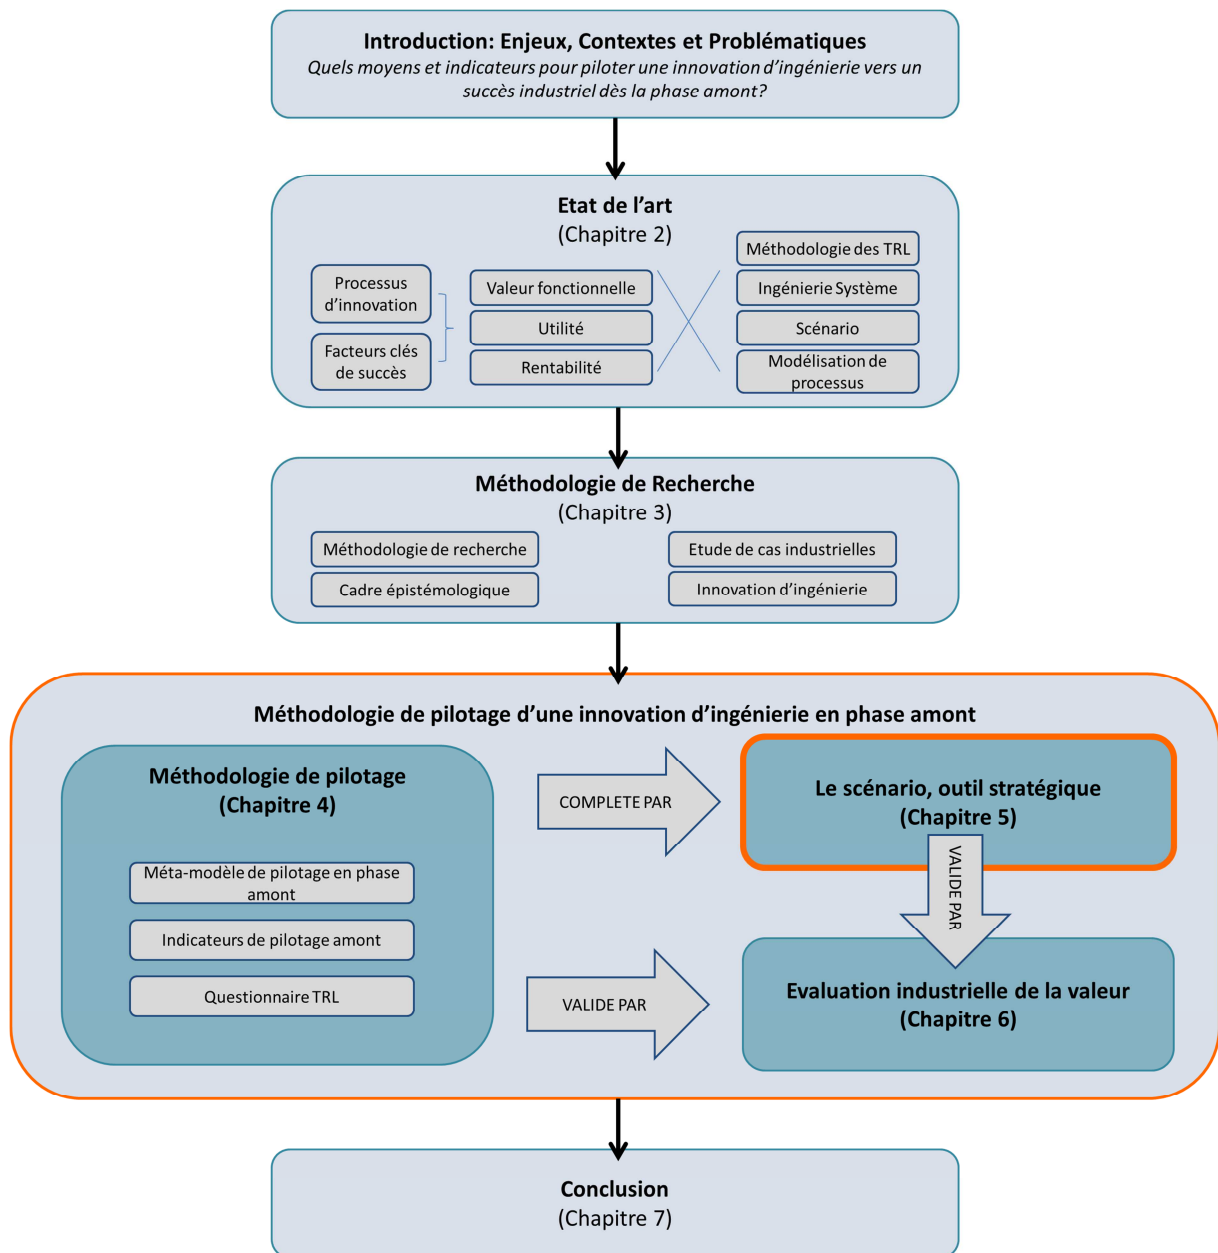 Introduction: Enjeux, Contextes et Problématiques
Quels moyens et indicateurs pour piloter une innovation d'ingénierie vers un
succès industriel dès la phase amont?
Etat de l'art
(Chapitre 2)
Processus
d'innovation
Facteurs clés
de succès
Valeur fonctionnelle
Utilité
Rentabilité
Méthodologie des TRL
Ingénierie Système
Scénario
Modélisation de
processus
Méthodologie de Recherche
(Chapitre 3)
Méthodologie de recherche
Cadre épistémologique
Etude de cas industrielles
Innovation d'ingénierie
Méthodologie de pilotage d'une innovation d'ingénierie en phase amont
Méthodologie de pilotage
(Chapitre 4)
Méta-modèle de pilotage en phase
amont
Indicateurs de pilotage amont
Questionnaire TRL
COMPLETE PAR
Le scénario, outil stratégique
(Chapitre 5)
VALIDE PAR
VALIDE PAR
Evaluation industrielle de la valeur
(Chapitre 6)
Conclusion
(Chapitre 7)